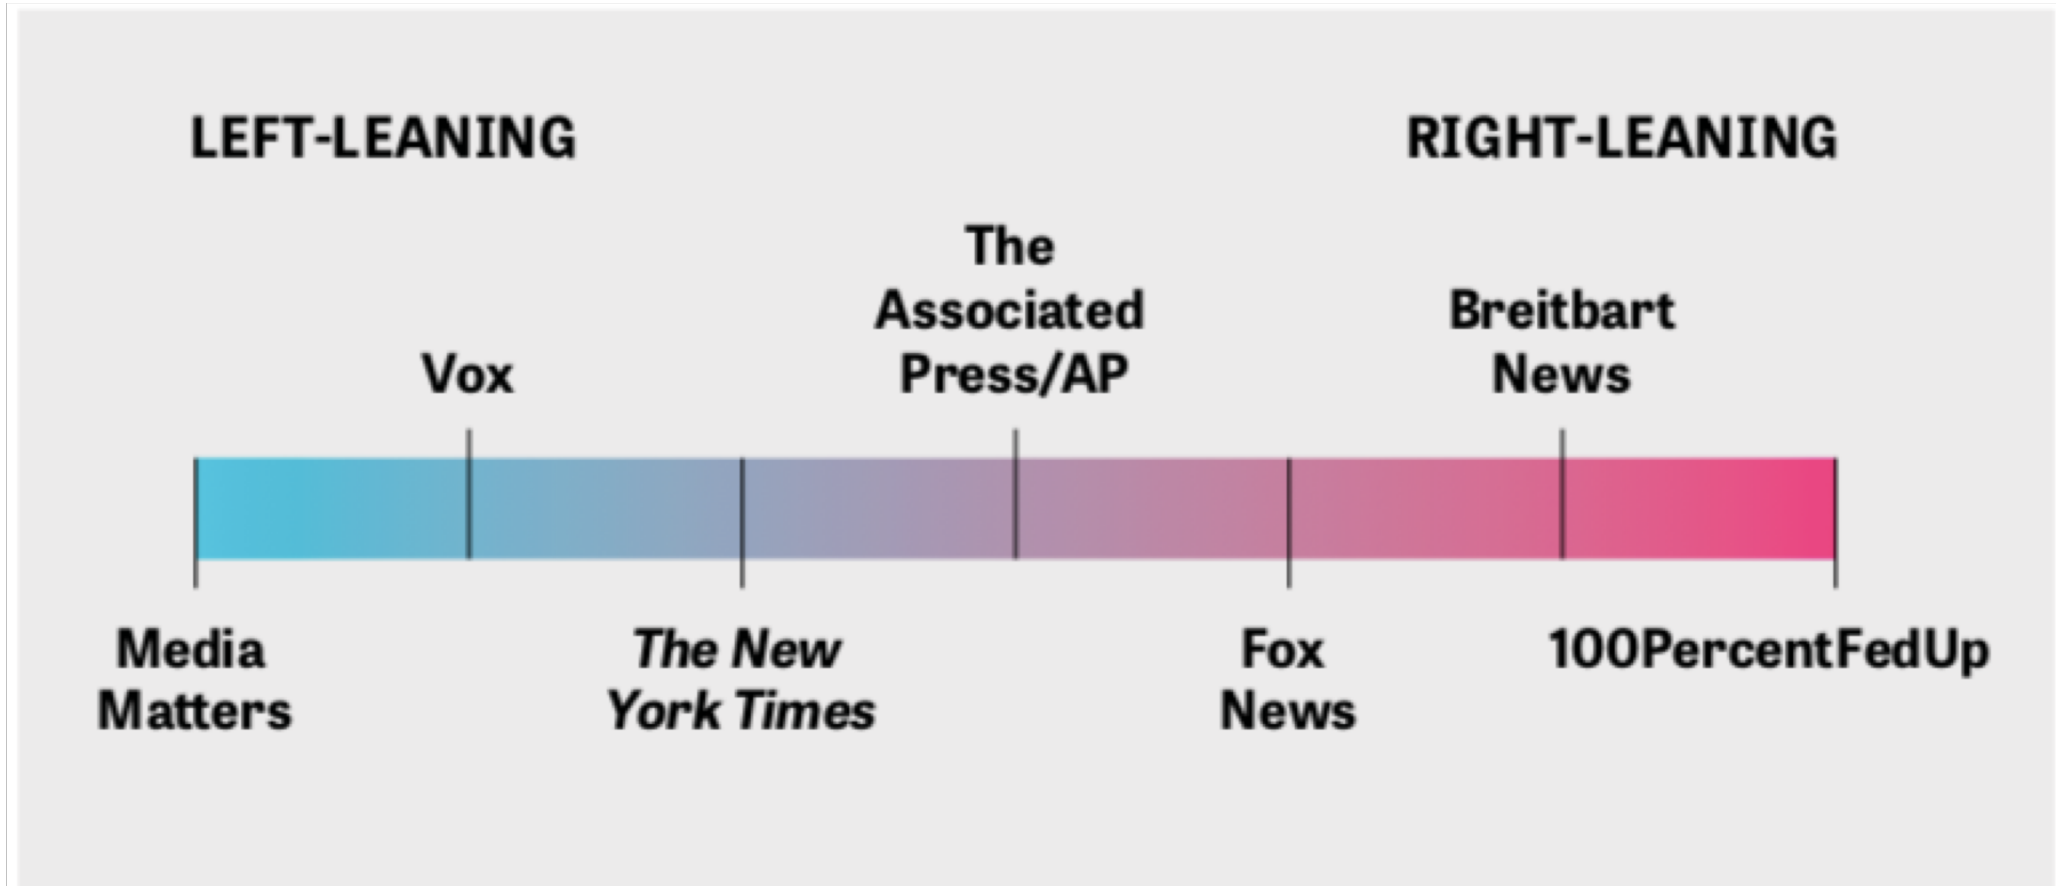 LEFT-LEANING
RIGHT-LEANING
Vox
The
Associated
Press/AP
Breitbart
News
Media
Matters
The New
York Times
Fox
News
100PercentFedUp